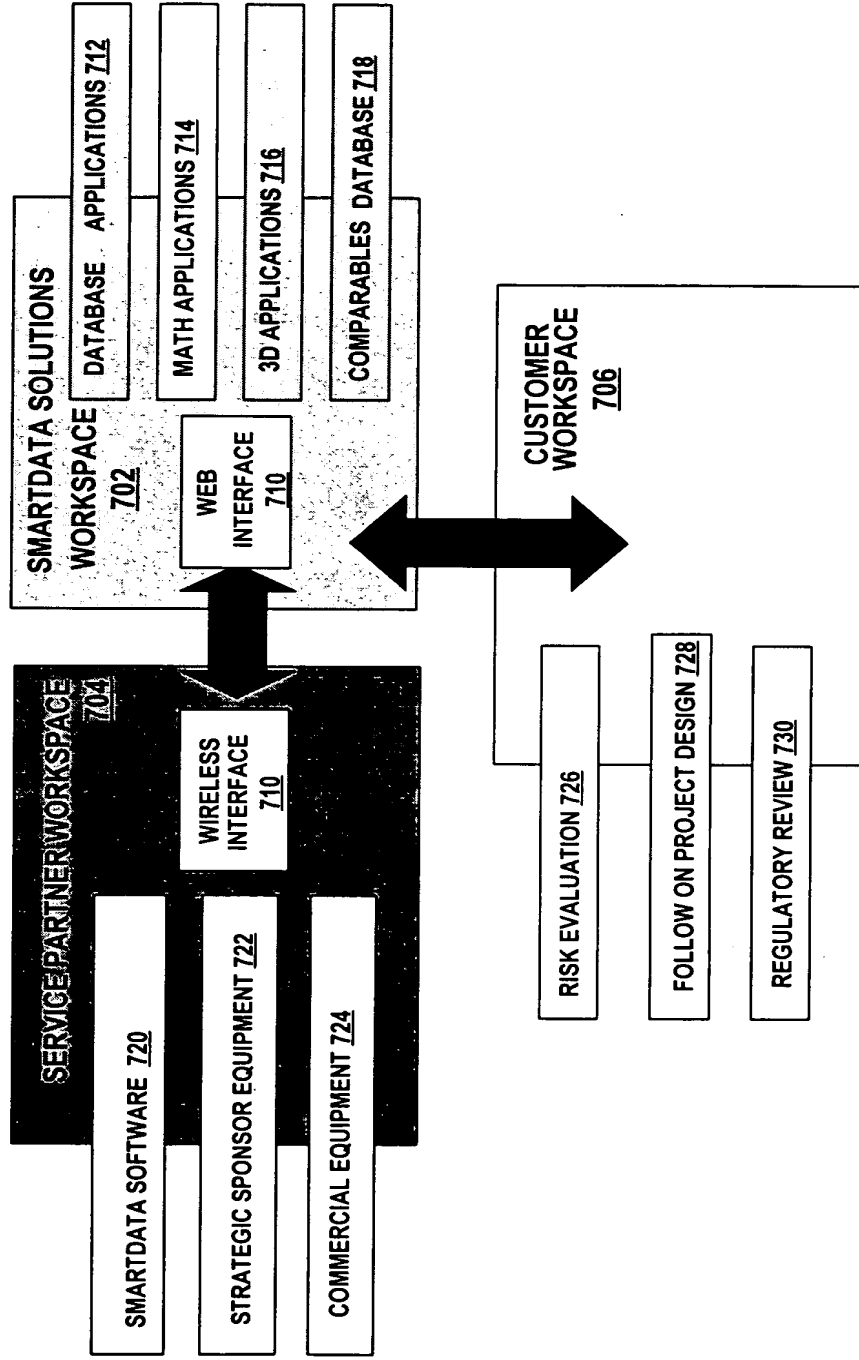 SERVICE PARTNER WORKSPACE
704
SMARTDATA SOFTWARE 720
STRATEGIC SPONSOR EQUIPMENT 722
COMMERCIAL EQUIPMENT 724
WIRELESS
INTERFACE
710
SMARTDATA SOLUTIONS
WORKSPACE
702
WEB
INTERFACE
710
DATABASE APPLICATIONS 712
MATH APPLICATIONS 714
3D APPLICATIONS 716
COMPARABLES DATABASE 718
CUSTOMER
WORKSPACE
706
RISK EVALUATION 726
FOLLOW ON PROJECT DESIGN 728
REGULATORY REVIEW 730